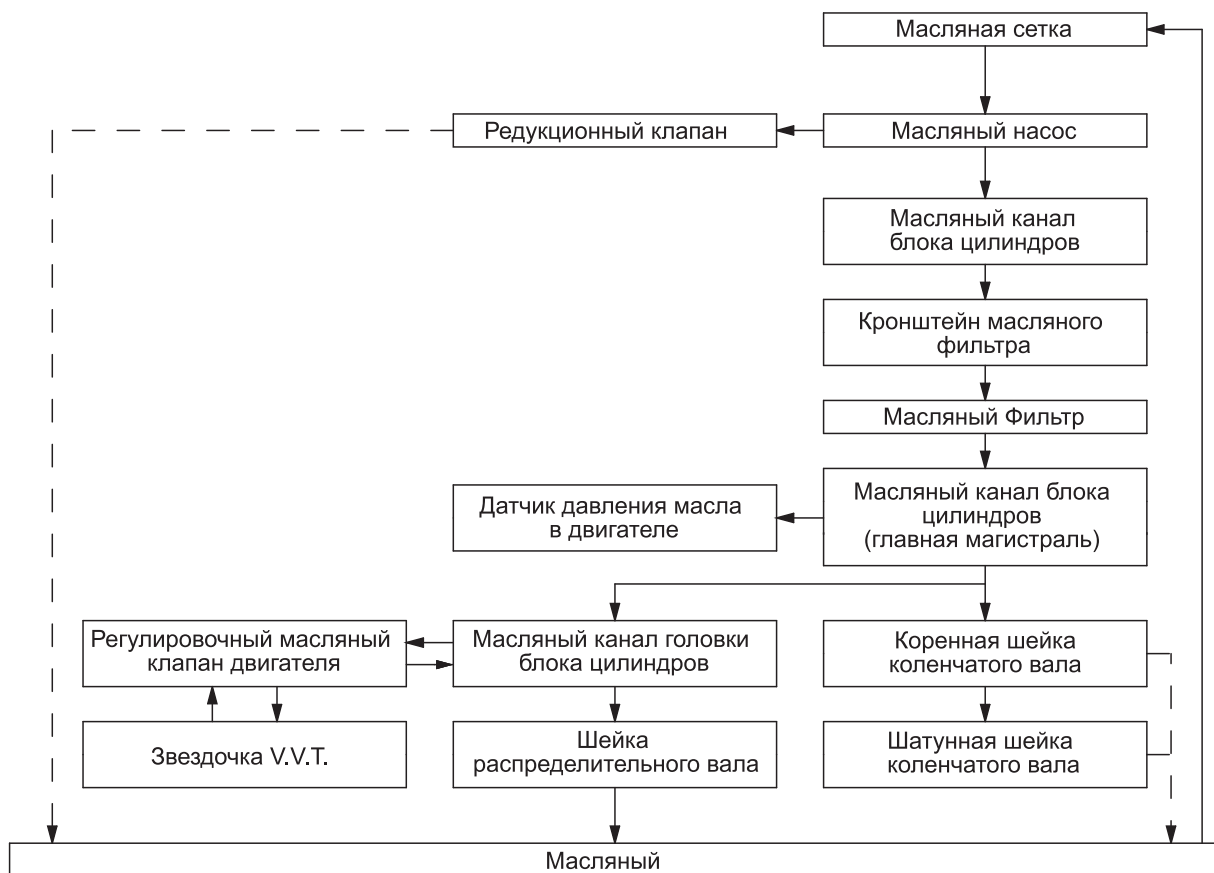 Масляная сетка
Редукционный клапан
Масляный насос
Масляный канал
блока цилиндров
Кронштейн масляного
фильтра
Масляный Фильтр
Датчик давления масла
в двигателе
Масляный канал блока
цилиндров
(главная магистраль)
Регулировочный масляный
клапан двигателя
Масляный канал головки
блока цилиндров
Коренная шейка
коленчатого вала
Звездочка V.V.T.
Шейка
распределительного вала
Шатунная шейка
коленчатого вала
Масляный